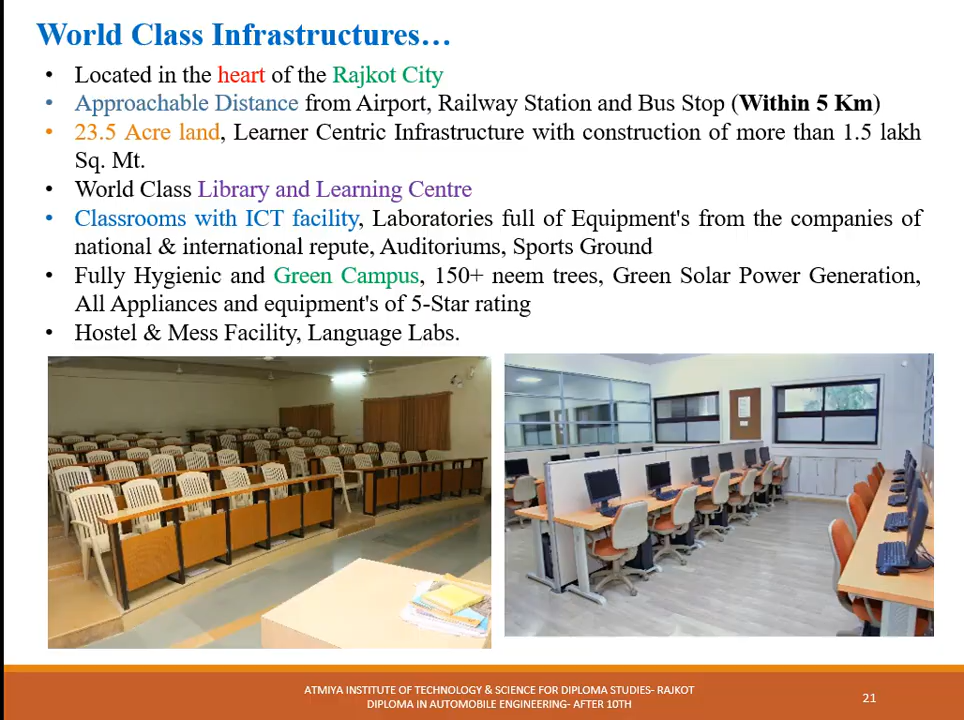 World Class Infrastructures…
• Located in the heart of the Rajkot City
• Approachable Distance from Airport, Railway Station and Bus Stop (Within 5 Km)
• 23.5 Acre land, Learner Centric Infrastructure with construction of more than 1.5 lakh
Sq. Mt.
• World Class Library and Learning Centre
• Classrooms with ICT facility, Laboratories full of Equipment's from the companies of
national & international repute, Auditoriums, Sports Ground
• Fully Hygienic and Green Campus, 150+ neem trees, Green Solar Power Generation,
All Appliances and equipment's of 5-Star rating
• Hostel & Mess Facility, Language Labs.
ATMIYA INSTITUTE OF TECHNOLOGY & SCIENCE FOR DIPLOMA STUDIES- RAJKOT
DIPLOMA IN AUTOMOBILE ENGINEERING- AFTER 10TH
21